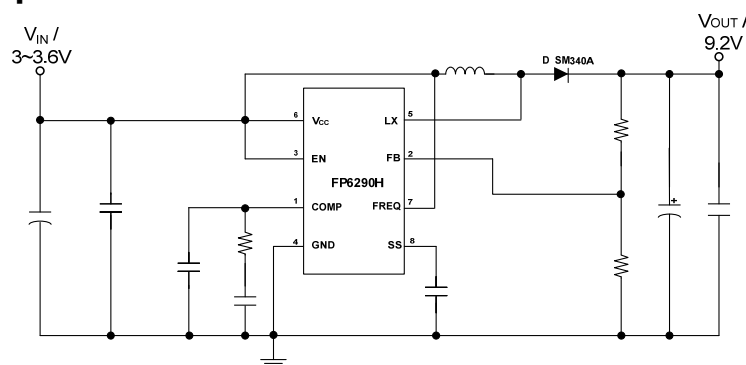 VIN /
3~3.6V
VOUT /
9.2V
D SM340A
6 VCC
LX 5
3 EN
FB 2
FP6290H
1 COMP
FREQ 7
4 GND
SS 8
+